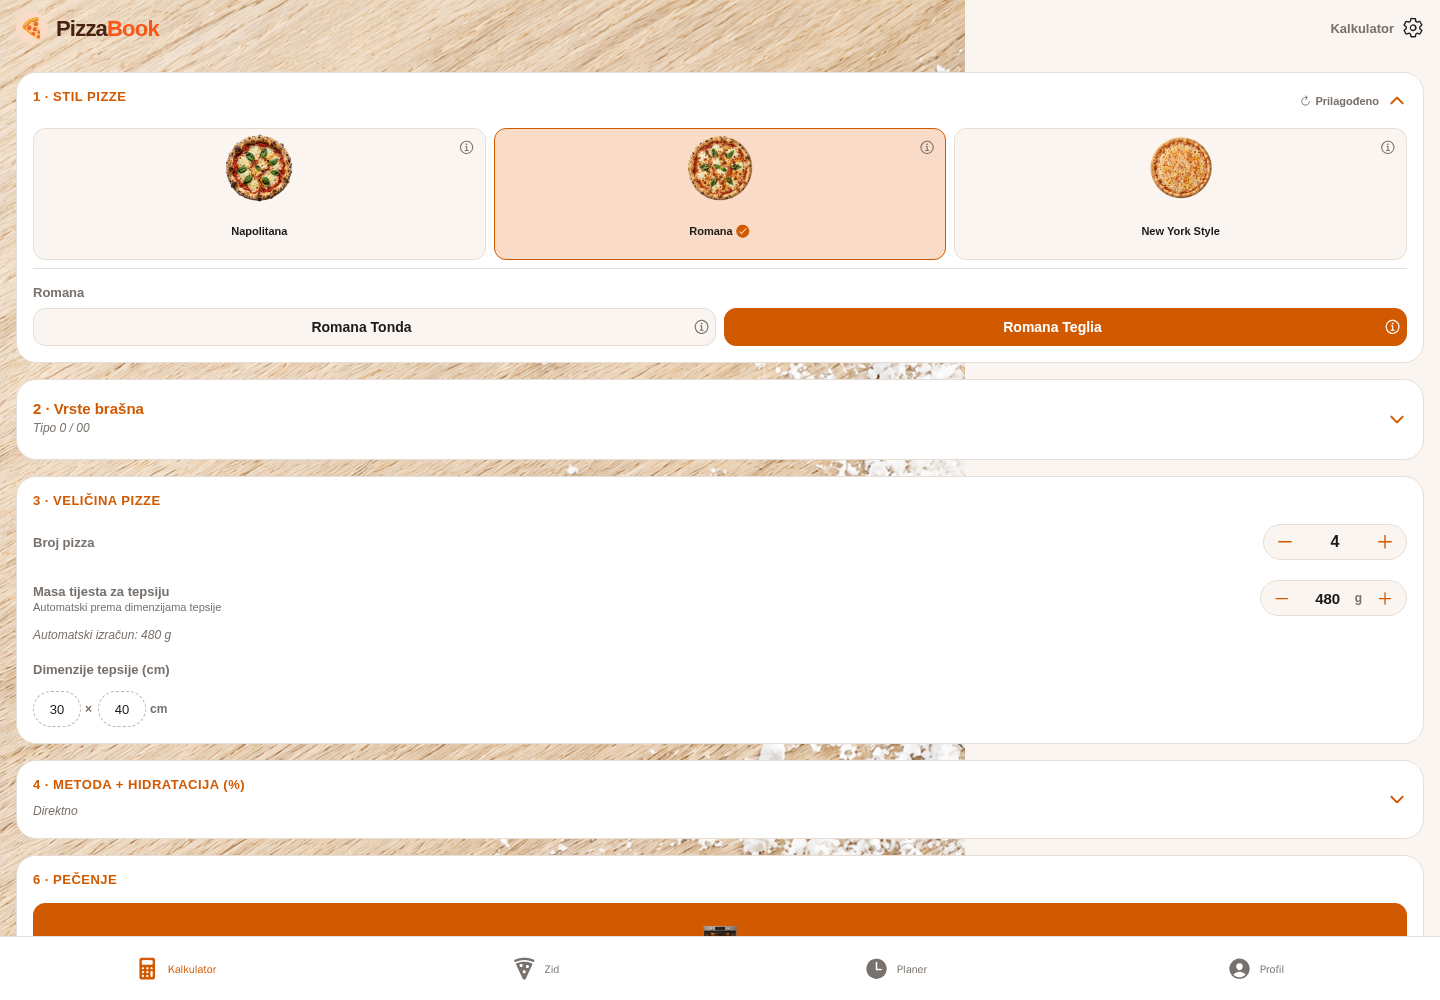 PizzaBook
Kalkulator
1 · STIL PIZZE
Prilagođeno
Napolitana
Romana
New York Style
Romana
Romana Tonda
Romana Teglia
2 · Vrste brašna
Tipo 0 / 00
3 · VELIČINA PIZZE
Broj pizza
4
Masa tijesta za tepsiju
Automatski prema dimenzijama tepsije
480 g
Automatski izračun: 480 g
Dimenzije tepsije (cm)
30 × 40 cm
4 · METODA + HIDRATACIJA (%)
Direktno
6 · PEČENJE
Kalkulator
Zid
Planer
Profil